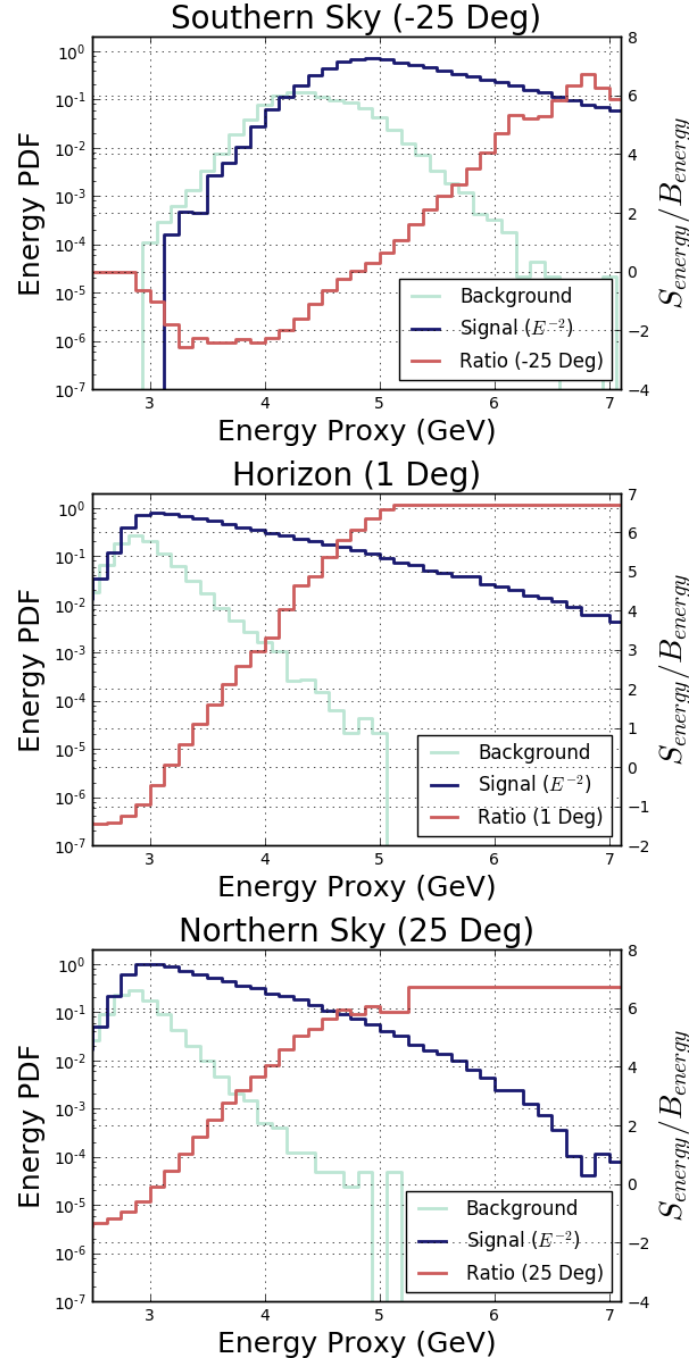 Southern Sky (-25 Deg)
10^0
10^-1
10^-2
10^-3
10^-4
10^-5
10^-6
10^-7
Energy PDF
8
6
4
2
0
−2
−4
S_energy/B_energy
Background
Signal (E^−2)
Ratio (-25 Deg)
3 4 5 6 7
Energy Proxy (GeV)
Horizon (1 Deg)
10^0
10^-1
10^-2
10^-3
10^-4
10^-5
10^-6
10^-7
Energy PDF
7
6
5
4
3
2
1
0
−1
−2
S_energy/B_energy
Background
Signal (E^−2)
Ratio (1 Deg)
3 4 5 6 7
Energy Proxy (GeV)
Northern Sky (25 Deg)
10^0
10^-1
10^-2
10^-3
10^-4
10^-5
10^-6
10^-7
Energy PDF
8
6
4
2
0
−2
−4
S_energy/B_energy
Background
Signal (E^−2)
Ratio (25 Deg)
3 4 5 6 7
Energy Proxy (GeV)